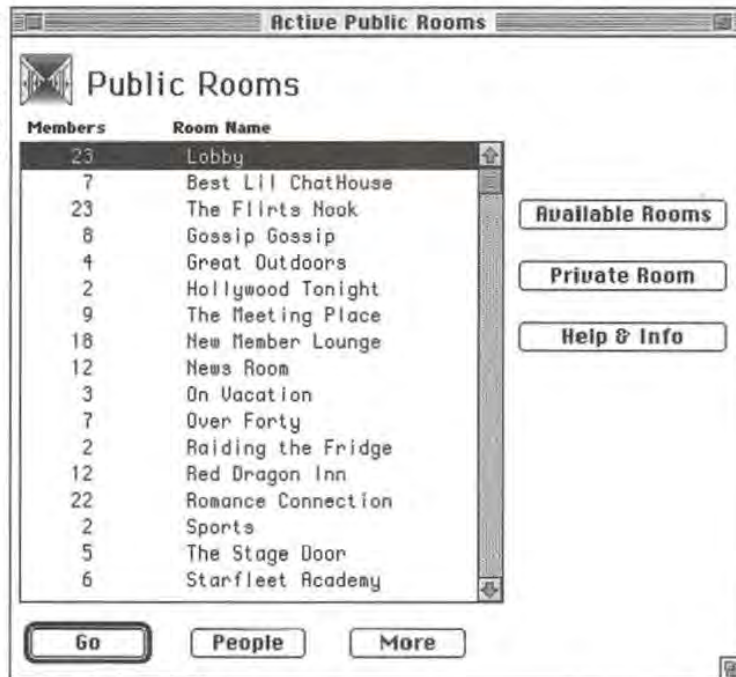 Active Public Rooms
Public Rooms
Members Room Name
23 Lobby
7 Best Lil ChatHouse
23 The Flirts Nook
8 Gossip Gossip
4 Great Outdoors
2 Hollywood Tonight
9 The Meeting Place
18 New Member Lounge
12 News Room
3 On Vacation
7 Over Forty
2 Raiding the Fridge
12 Red Dragon Inn
22 Romance Connection
2 Sports
5 The Stage Door
6 Starfleet Academy
Available Rooms
Private Room
Help & Info
Go People More